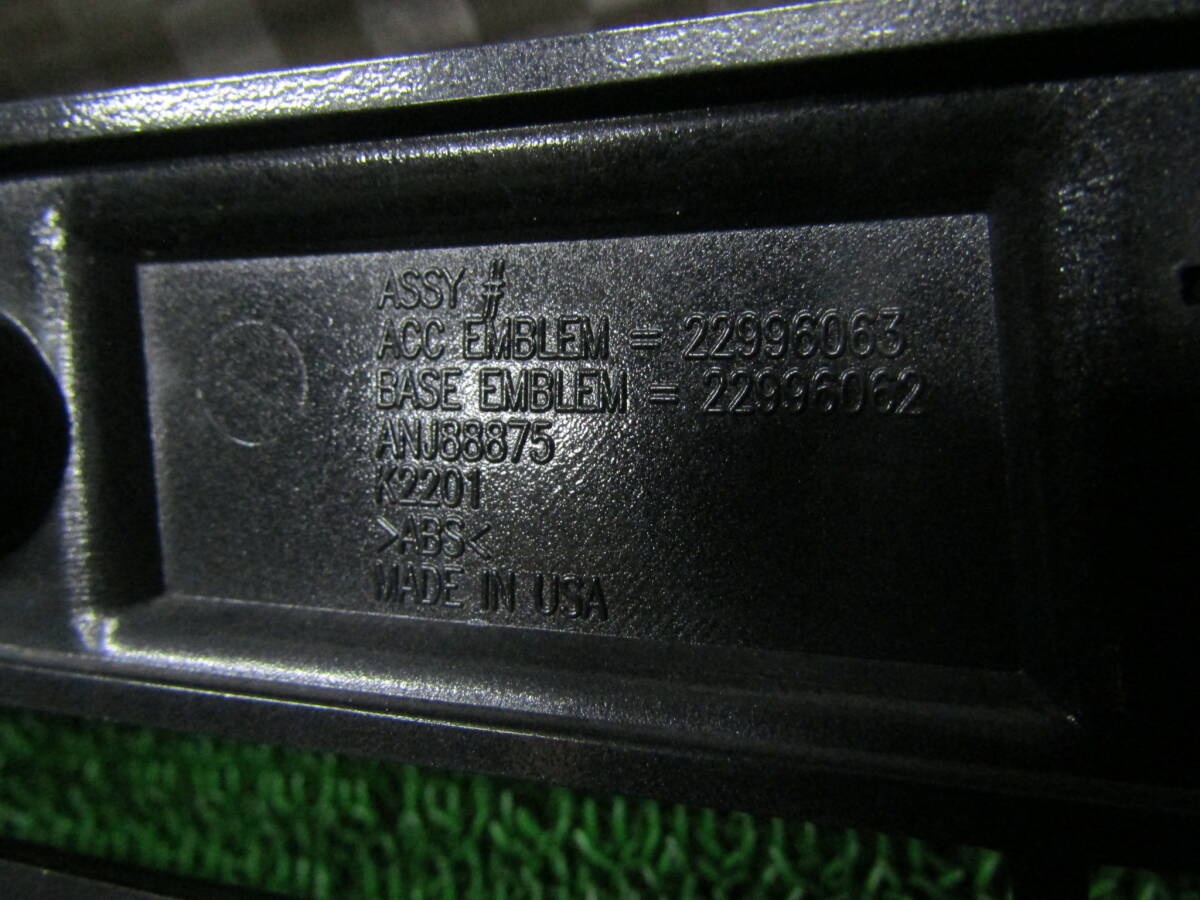 ASSY #
ACC EMBLEM = 22996063
BASE EMBLEM = 22996062
ANJ88875
K2201
>ABS<
MADE IN USA